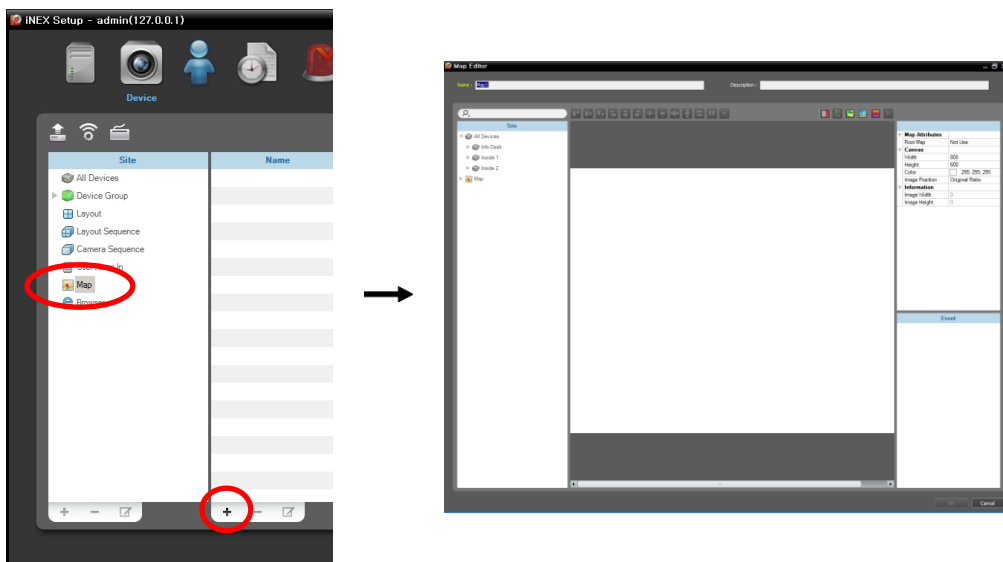 iNEX Setup - admin(127.0.0.1)
Device
Site
Name
All Devices
Device Group
Layout
Layout Sequence
Camera Sequence
Map
Browser
Map Editor
Name :
Map1
Description :
Site
All Devices
Info Desk
Inside 1
Inside 2
Map
Map Attributes
Root Map Not Use
Canvas
Width 800
Height 600
Color 255; 255; 255
Image Position Original Ratio
Information
Image Width 0
Image Height 0
Event
Cancel